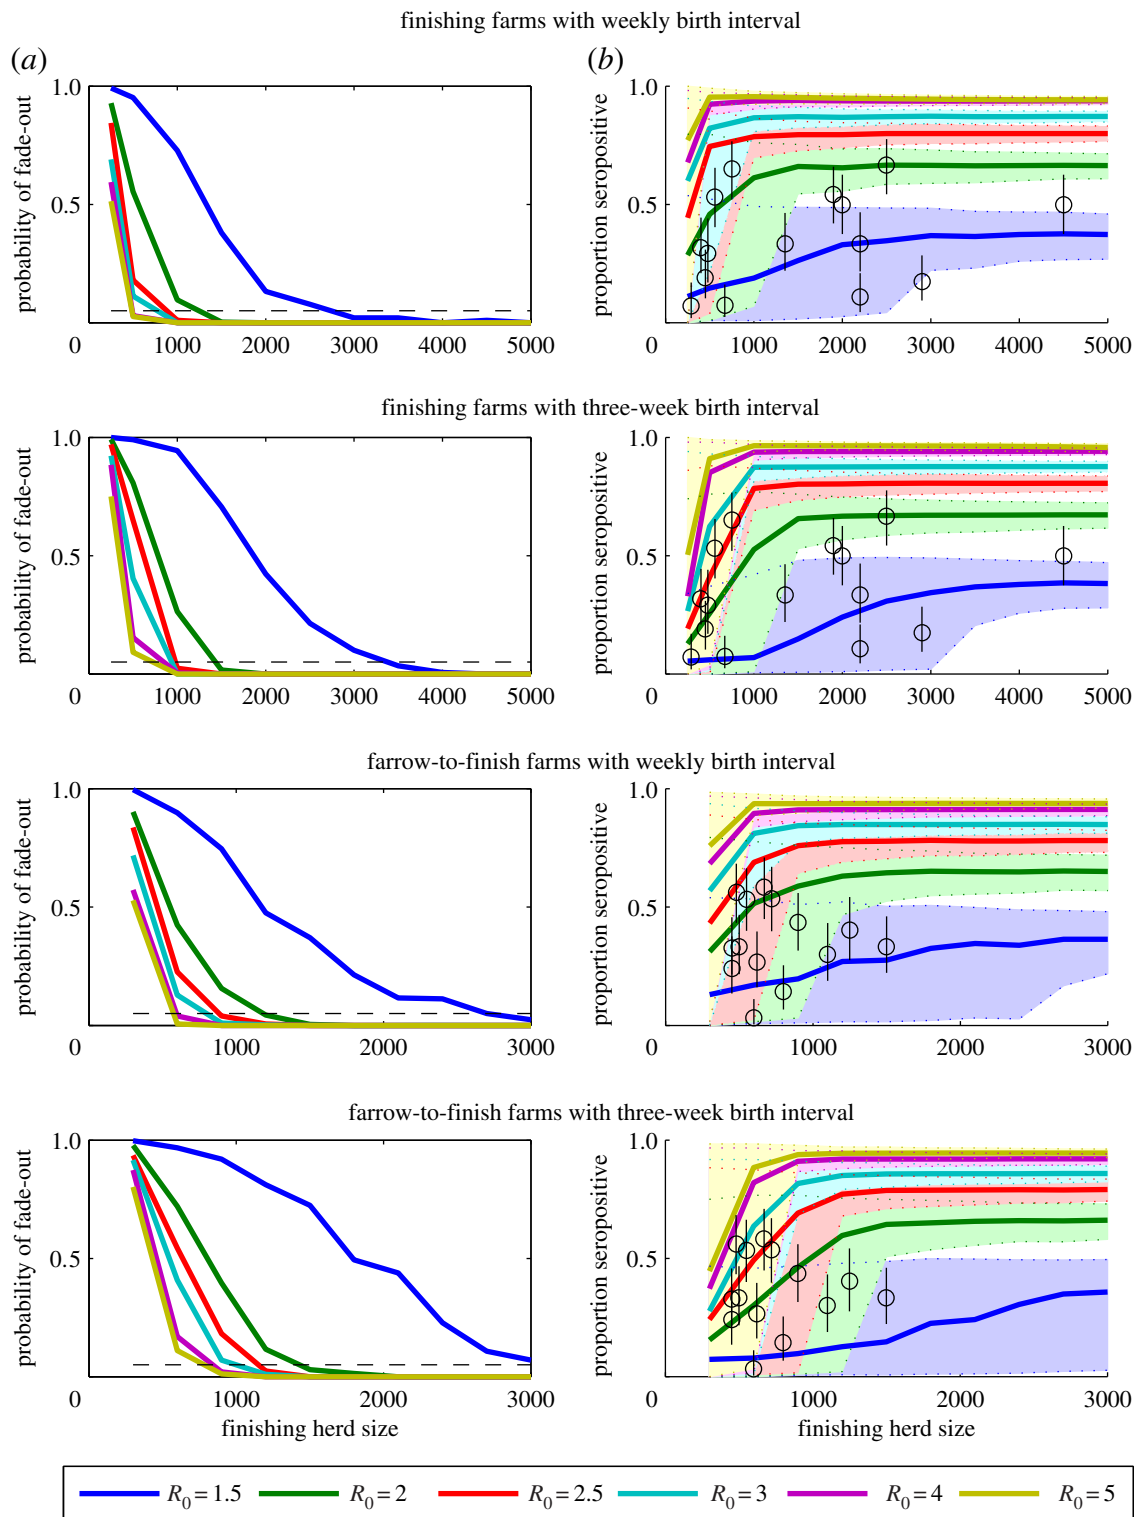 finishing farms with weekly birth interval
(a)
(b)
probability of fade-out
1.0
0.5
0 1000 2000 3000 4000 5000
proportion seropositive
1.0
0.5
0 1000 2000 3000 4000 5000
finishing farms with three-week birth interval
probability of fade-out
1.0
0.5
0 1000 2000 3000 4000 5000
proportion seropositive
1.0
0.5
0 1000 2000 3000 4000 5000
farrow-to-finish farms with weekly birth interval
probability of fade-out
1.0
0.5
0 1000 2000 3000
proportion seropositive
1.0
0.5
0 1000 2000 3000
farrow-to-finish farms with three-week birth interval
probability of fade-out
1.0
0.5
0 1000 2000 3000
finishing herd size
proportion seropositive
1.0
0.5
0 1000 2000 3000
finishing herd size
R0 = 1.5 R0 = 2 R0 = 2.5 R0 = 3 R0 = 4 R0 = 5